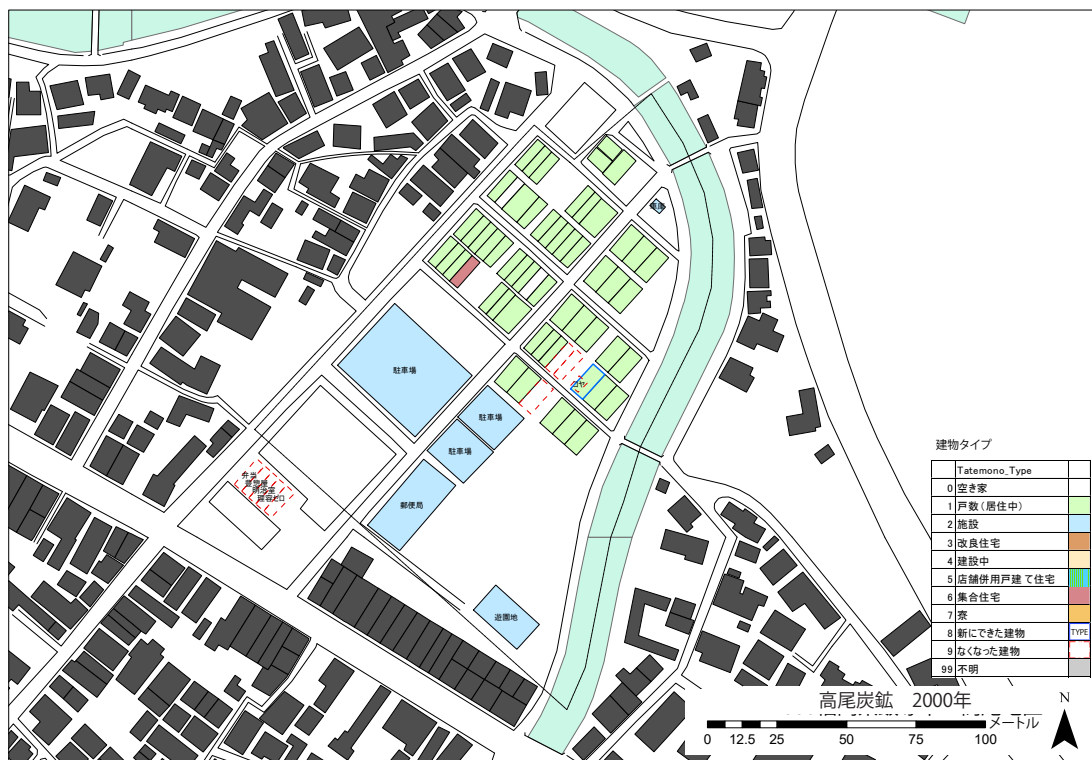 駐車場
駐車場
駐車場
郵便局
遊園地
弁当
建物タイプ
Tatemono_Type
0 空き家
1 戸数(居住中)
2 施設
3 改良住宅
4 建設中
5 店舗併用戸建て住宅
6 集合住宅
7 寮
8 新にできた建物 TYPE
9 なくなった建物
99 不明
高尾炭鉱 2000年
メートル
0 12.5 25 50 75 100
N